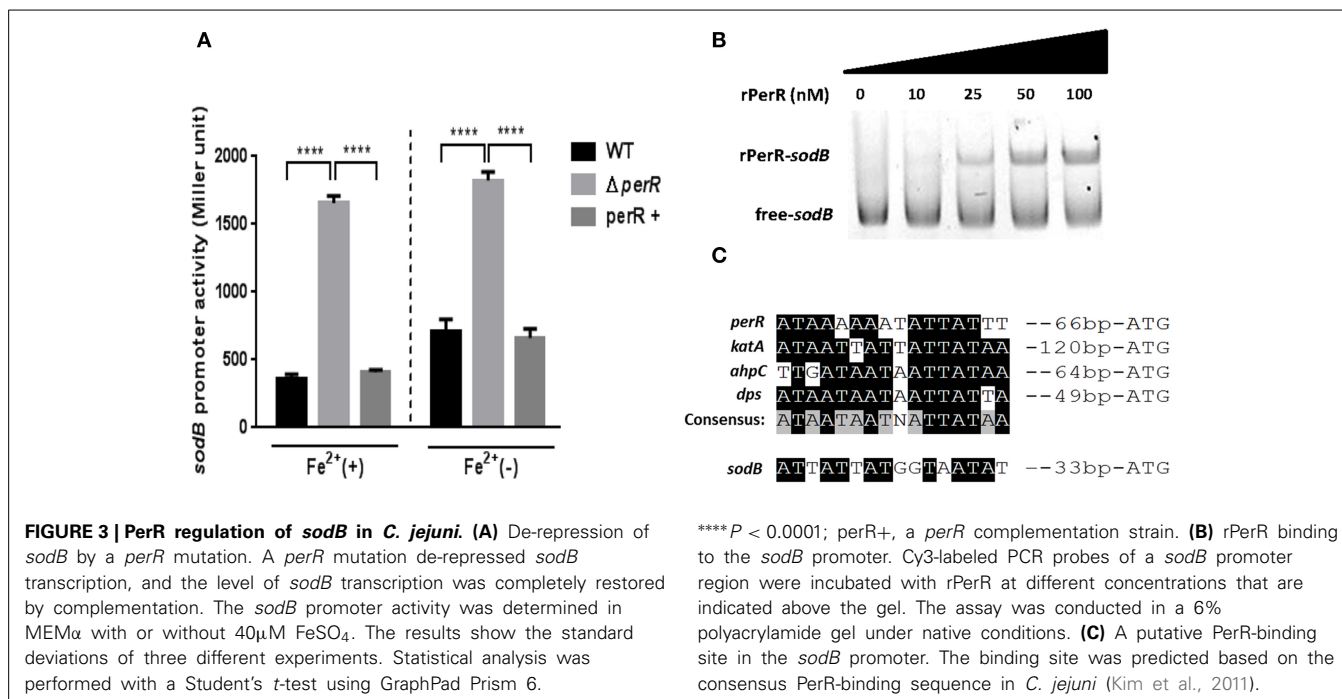 A
sodB promoter activity (Miller unit)
2000
1500
1000
500
0
**** ****
**** ****
Fe²⁺(+)
Fe²⁺(-)
WT
Δ perR
perR +
B
rPerR (nM) 0 10 25 50 100
rPerR-sodB
free-sodB
C
perR ATAAAAAATATTATTT --66bp-ATG
katA ATAATTATTATTATAA -120bp-ATG
ahpC TTGATAATAATTATAA --64bp-ATG
dps ATAATAATAATTATTA --49bp-ATG
Consensus: ATAATAATNATTATAA
sodB ATTATTATGGTAATAT --33bp-ATG
FIGURE 3 | PerR regulation of sodB in C. jejuni. (A) De-repression of
sodB by a perR mutation. A perR mutation de-repressed sodB
transcription, and the level of sodB transcription was completely restored
by complementation. The sodB promoter activity was determined in
MEMα with or without 40μM FeSO₄. The results show the standard
deviations of three different experiments. Statistical analysis was
performed with a Student's t-test using GraphPad Prism 6.
****P < 0.0001; perR+, a perR complementation strain. (B) rPerR binding
to the sodB promoter. Cy3-labeled PCR probes of a sodB promoter
region were incubated with rPerR at different concentrations that are
indicated above the gel. The assay was conducted in a 6%
polyacrylamide gel under native conditions. (C) A putative PerR-binding
site in the sodB promoter. The binding site was predicted based on the
consensus PerR-binding sequence in C. jejuni (Kim et al., 2011).